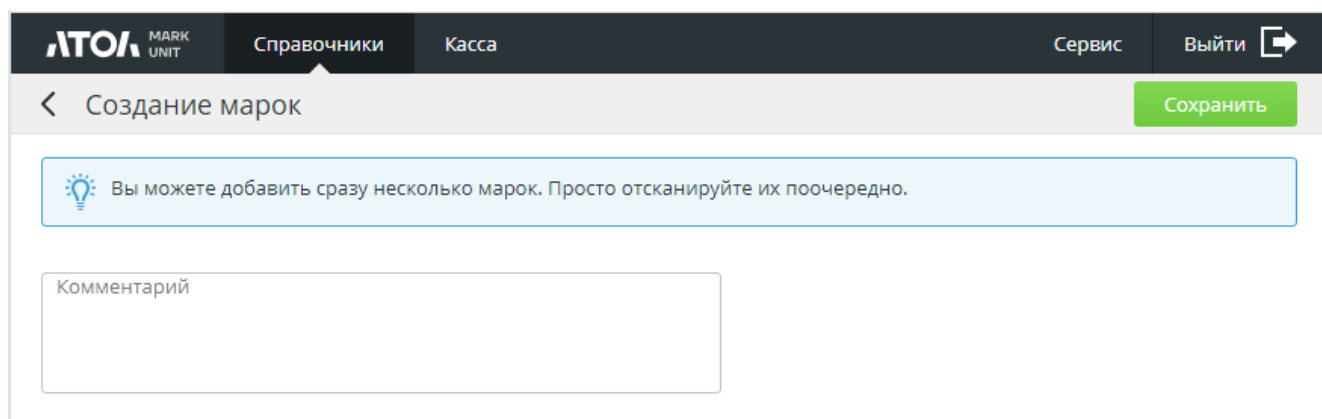 АТОЛ MARK UNIT Справочники Касса Сервис Выйти
Создание марок Сохранить
Вы можете добавить сразу несколько марок. Просто отсканируйте их поочередно.
Комментарий